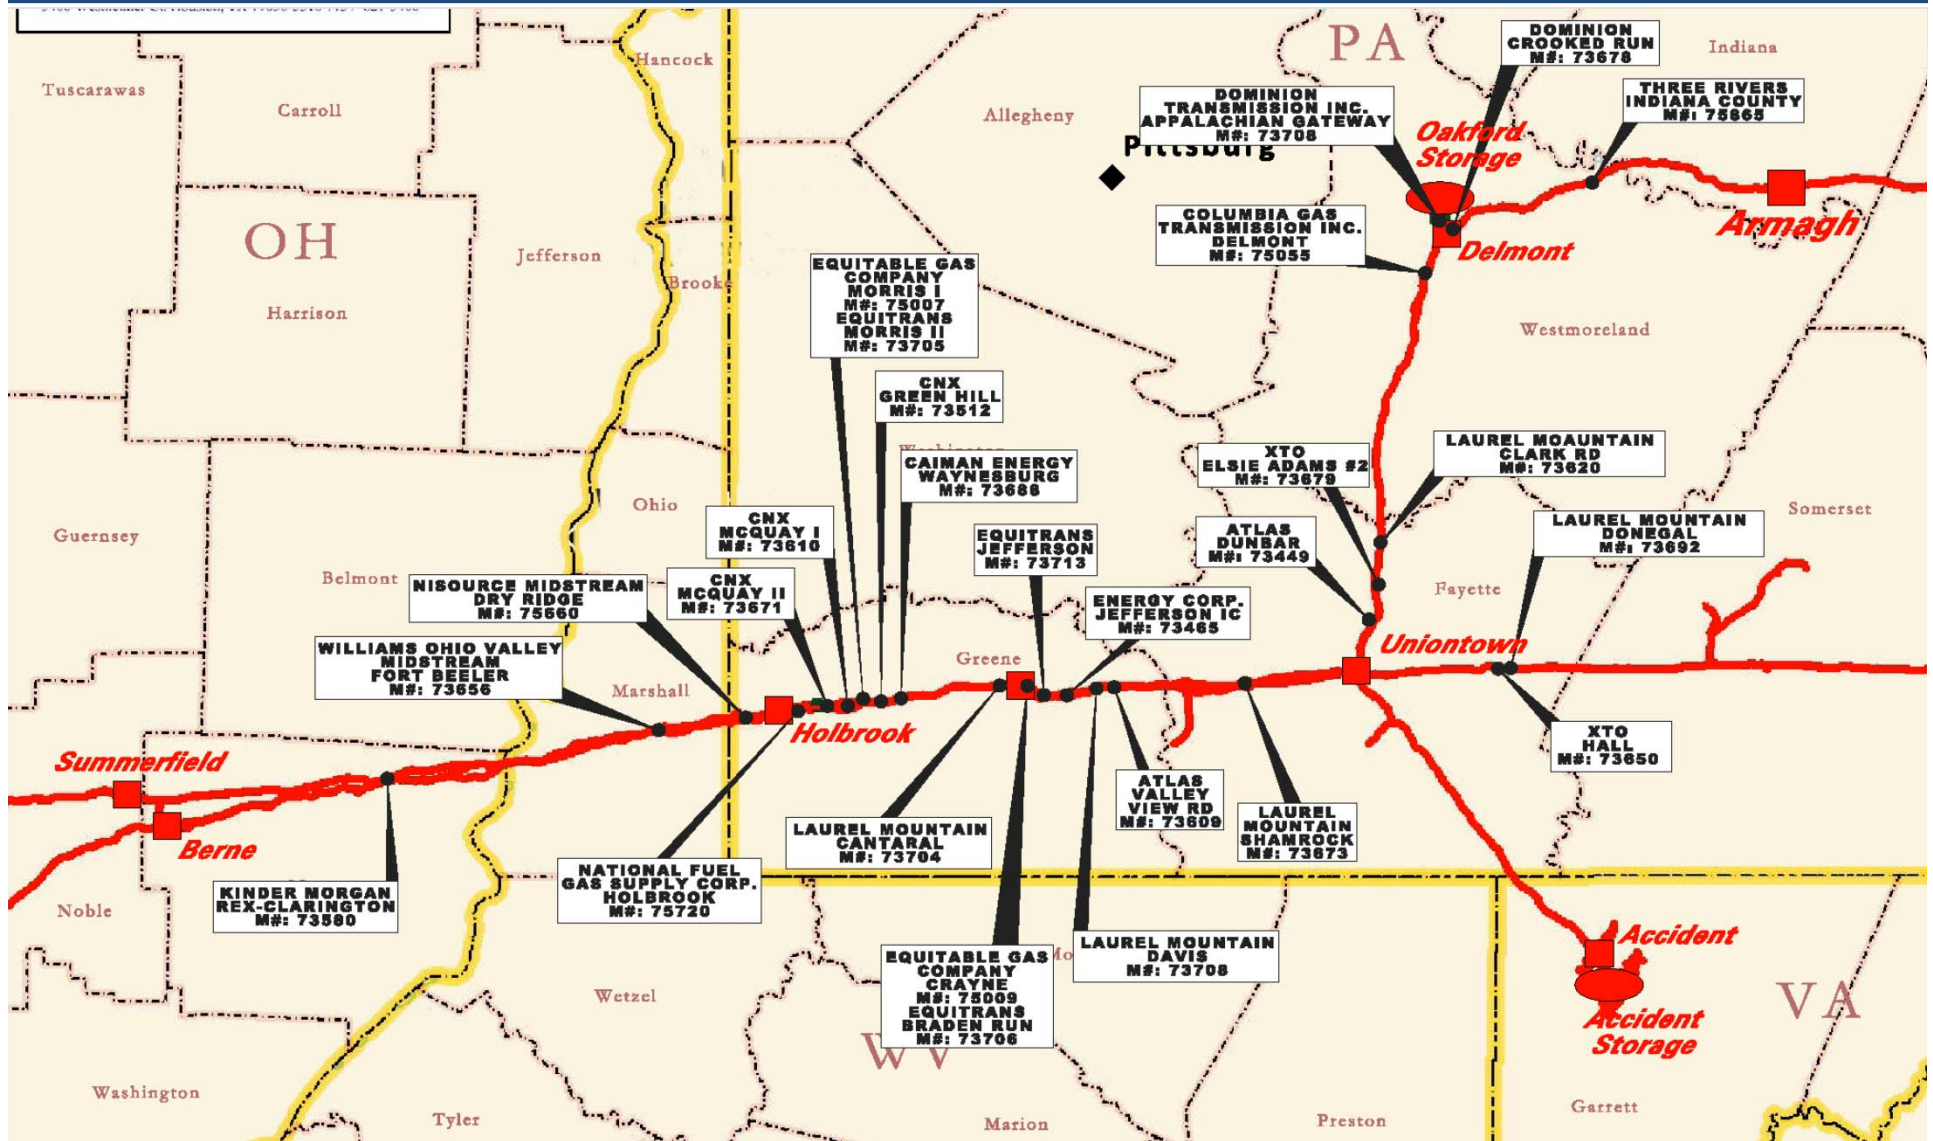 PA
Hancock
Indiana
Tuscarawas
Carroll
Allegheny
DOMINION
CROOKED RUN
M#: 73678
THREE RIVERS
INDIANA COUNTY
M#: 75865
DOMINION
TRANSMISSION INC.
APPALACHIAN GATEWAY
M#: 73708
Oakford
Storage
Pittsburg
Armagh
OH
Jefferson
Brooke
Harrison
COLUMBIA GAS
TRANSMISSION INC.
DELMONT
M#: 75055
Delmont
EQUITABLE GAS
COMPANY
MORRIS I
M#: 75007
EQUITRANS
MORRIS II
M#: 73705
Westmoreland
CNX
GREEN HILL
M#: 73512
Washington
CAIMAN ENERGY
WAYNESBURG
M#: 73688
XTO
ELSIE ADAMS #2
M#: 73679
LAUREL MOAUNTAIN
CLARK RD
M#: 73620
Ohio
Somerset
Guernsey
CNX
MCQUAY I
M#: 73610
EQUITRANS
JEFFERSON
M#: 73713
ATLAS
DUNBAR
M#: 73449
LAUREL MOUNTAIN
DONEGAL
M#: 73692
Belmont
NISOURCE MIDSTREAM
DRY RIDGE
M#: 75660
CNX
MCQUAY II
M#: 73671
ENERGY CORP.
JEFFERSON IC
M#: 73465
Fayette
WILLIAMS OHIO VALLEY
MIDSTREAM
FORT BEELER
M#: 73656
Marshall
Greene
Uniontown
Holbrook
XTO
HALL
M#: 73650
Summerfield
Berne
ATLAS
VALLEY
VIEW RD
M#: 73609
LAUREL
MOUNTAIN
SHAMROCK
M#: 73673
LAUREL MOUNTAIN
CANTARAL
M#: 73704
KINDER MORGAN
REX-CLARINGTON
M#: 73580
NATIONAL FUEL
GAS SUPPLY CORP.
HOLBROOK
M#: 75720
Noble
EQUITABLE GAS
COMPANY
CRAYNE
M#: 75009
EQUITRANS
BRADEN RUN
M#: 73706
LAUREL MOUNTAIN
DAVIS
M#: 73708
Accident
Accident
Storage
VA
Wetzel
WV
Washington
Tyler
Marion
Preston
Garrett